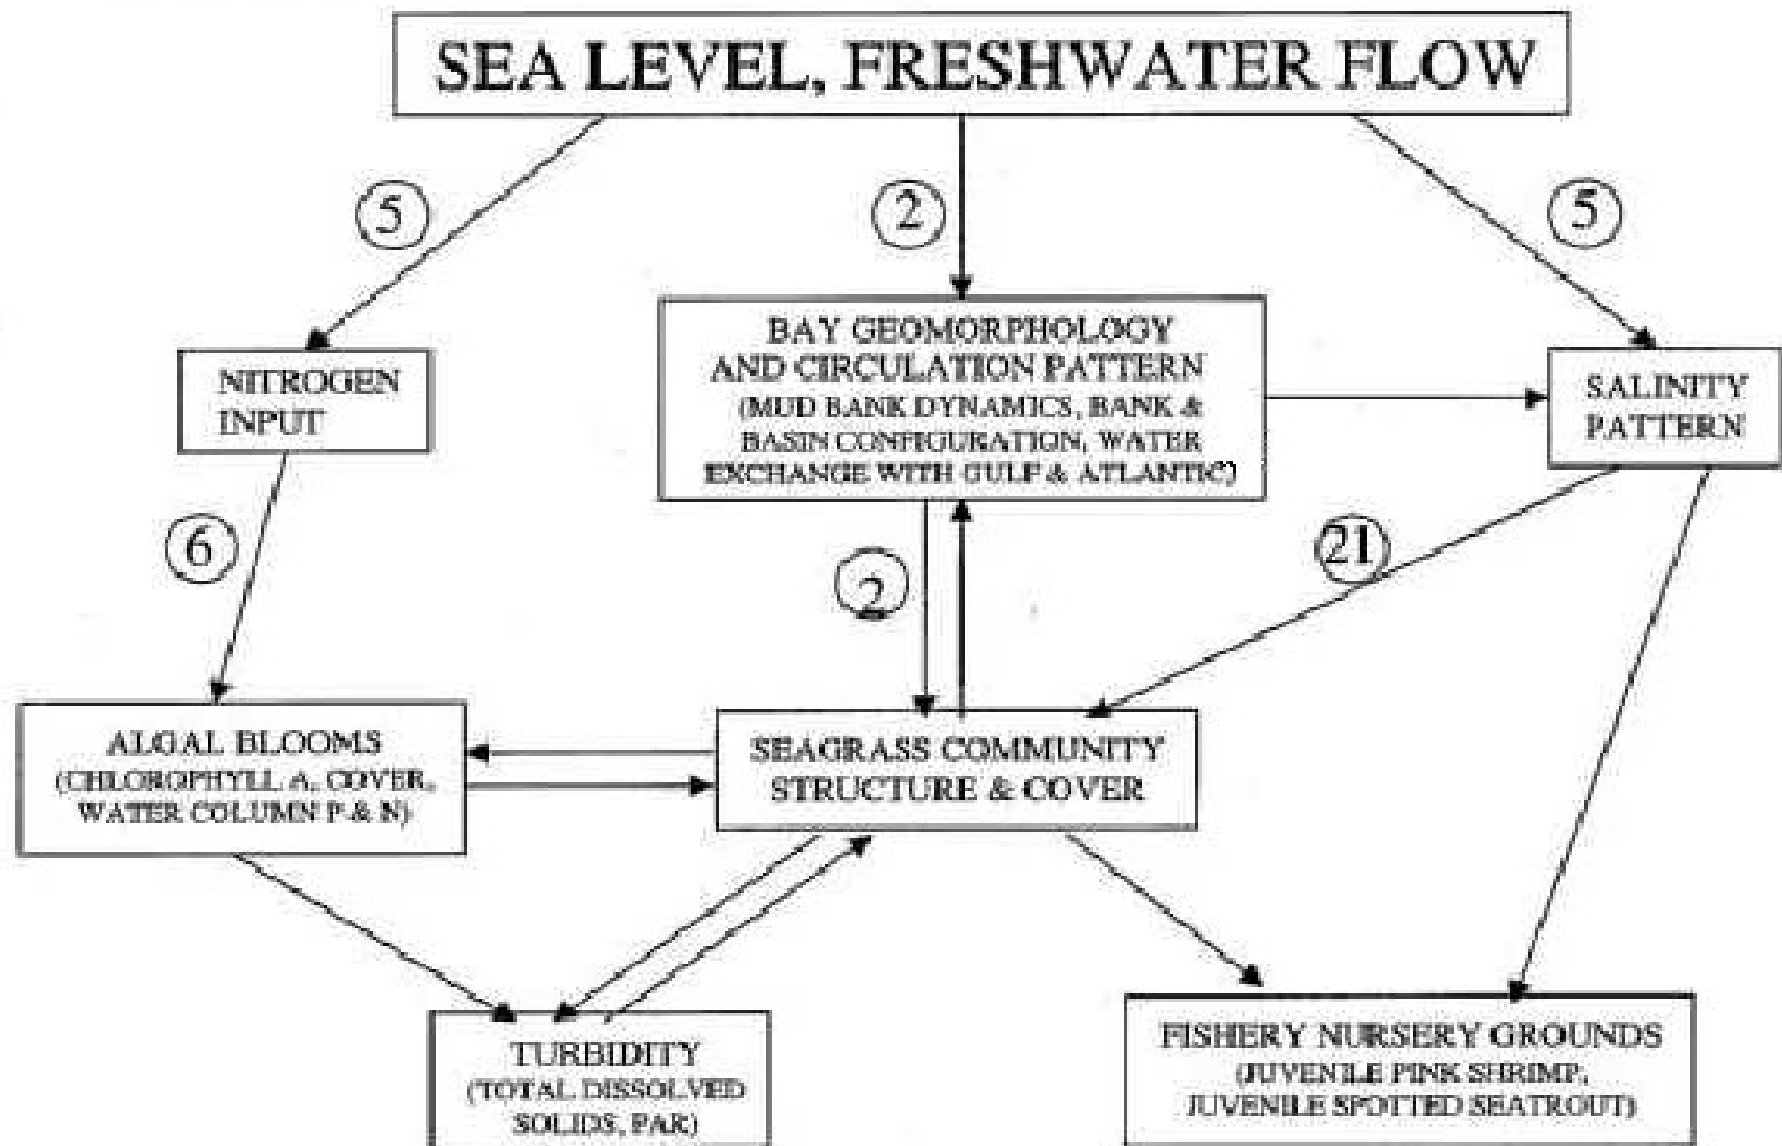 SEA LEVEL, FRESHWATER FLOW
5
2
5
NITROGEN
INPUT
BAY GEOMORPHOLOGY
AND CIRCULATION PATTERN
(MUD BANK DYNAMICS, BANK &
BASIN CONFIGURATION, WATER
EXCHANGE WITH GULF & ATLANTIC)
SALINITY
PATTERN
6
2
21
ALGAL BLOOMS
(CHLOROPHYLL A, COVER,
WATER COLUMN P & N)
SEAGRASS COMMUNITY
STRUCTURE & COVER
TURBIDITY
(TOTAL DISSOLVED
SOLIDS, PAR)
FISHERY NURSERY GROUNDS
(JUVENILE PINK SHRIMP,
JUVENILE SPOTTED SEATROUT)